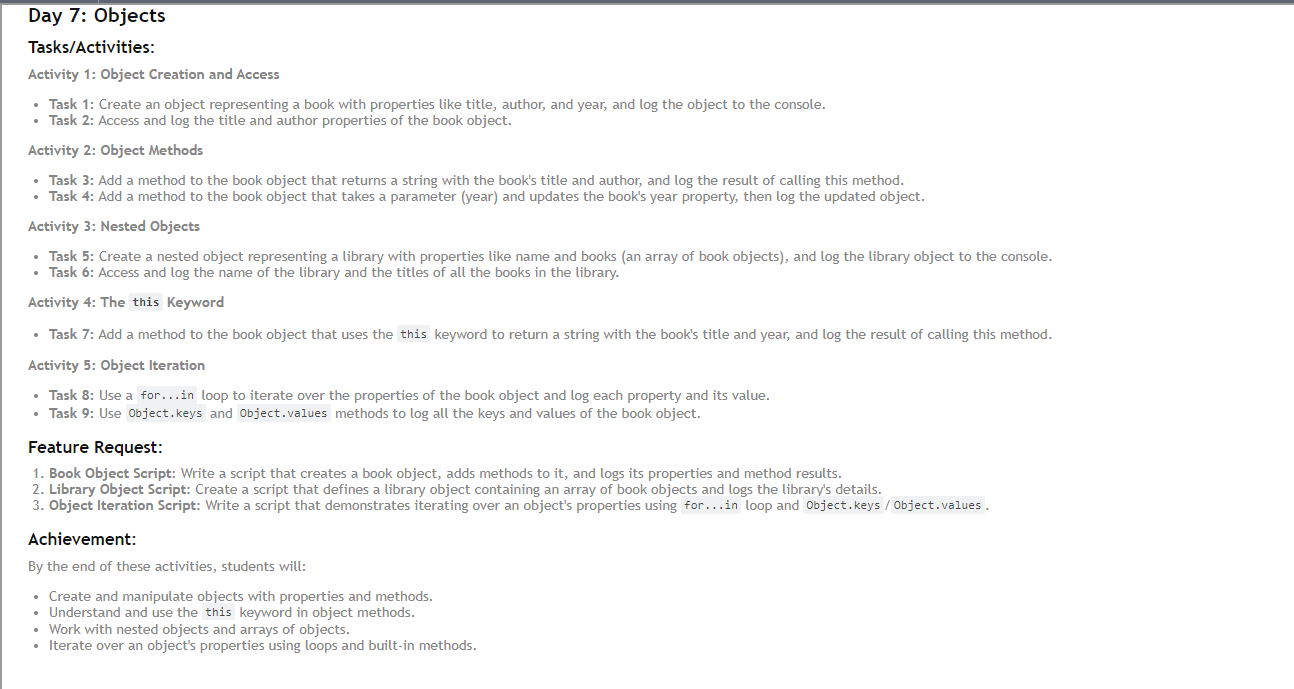 Day 7: Objects
Tasks/Activities:
Activity 1: Object Creation and Access
• Task 1: Create an object representing a book with properties like title, author, and year, and log the object to the console.
• Task 2: Access and log the title and author properties of the book object.
Activity 2: Object Methods
• Task 3: Add a method to the book object that returns a string with the book's title and author, and log the result of calling this method.
• Task 4: Add a method to the book object that takes a parameter (year) and updates the book's year property, then log the updated object.
Activity 3: Nested Objects
• Task 5: Create a nested object representing a library with properties like name and books (an array of book objects), and log the library object to the console.
• Task 6: Access and log the name of the library and the titles of all the books in the library.
Activity 4: The this Keyword
• Task 7: Add a method to the book object that uses the this keyword to return a string with the book's title and year, and log the result of calling this method.
Activity 5: Object Iteration
• Task 8: Use a for...in loop to iterate over the properties of the book object and log each property and its value.
• Task 9: Use Object.keys and Object.values methods to log all the keys and values of the book object.
Feature Request:
1. Book Object Script: Write a script that creates a book object, adds methods to it, and logs its properties and method results.
2. Library Object Script: Create a script that defines a library object containing an array of book objects and logs the library's details.
3. Object Iteration Script: Write a script that demonstrates iterating over an object's properties using for...in loop and Object.keys/Object.values.
Achievement:
By the end of these activities, students will:
• Create and manipulate objects with properties and methods.
• Understand and use the this keyword in object methods.
• Work with nested objects and arrays of objects.
• Iterate over an object's properties using loops and built-in methods.